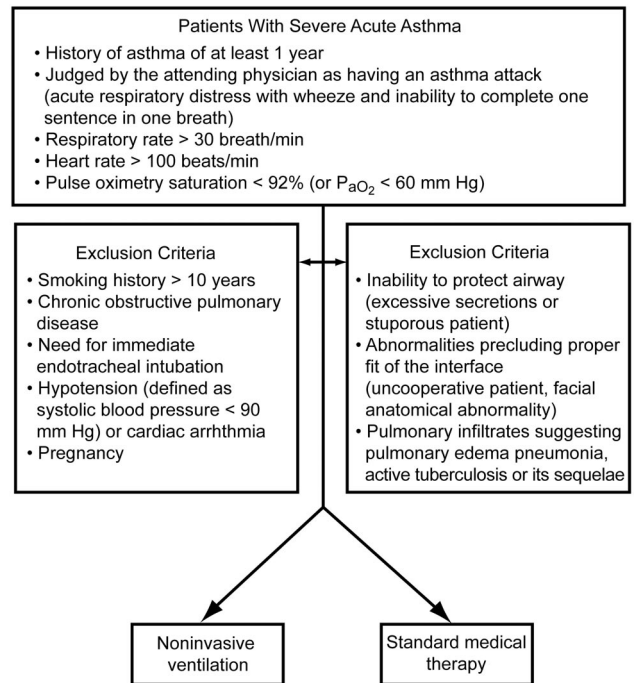 Patients With Severe Acute Asthma
• History of asthma of at least 1 year
• Judged by the attending physician as having an asthma attack
(acute respiratory distress with wheeze and inability to complete one
sentence in one breath)
• Respiratory rate > 30 breath/min
• Heart rate > 100 beats/min
• Pulse oximetry saturation < 92% (or PaO2 < 60 mm Hg)
Exclusion Criteria
• Smoking history > 10 years
• Chronic obstructive pulmonary
disease
• Need for immediate
endotracheal intubation
• Hypotension (defined as
systolic blood pressure < 90
mm Hg) or cardiac arrhthmia
• Pregnancy
Exclusion Criteria
• Inability to protect airway
(excessive secretions or
stuporous patient)
• Abnormalities precluding proper
fit of the interface
(uncooperative patient, facial
anatomical abnormality)
• Pulmonary infiltrates suggesting
pulmonary edema pneumonia,
active tuberculosis or its sequelae
Noninvasive
ventilation
Standard medical
therapy